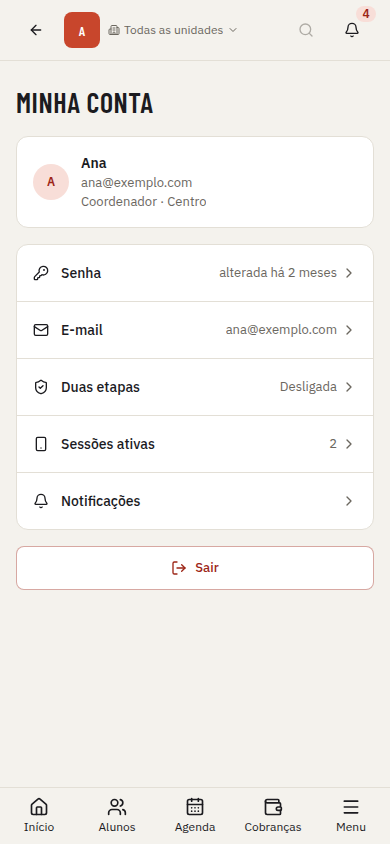 A
Todas as unidades
4
MINHA CONTA
A
Ana
ana@exemplo.com
Coordenador · Centro
Senha alterada há 2 meses
E-mail ana@exemplo.com
Duas etapas Desligada
Sessões ativas 2
Notificações
Sair
Início Alunos Agenda Cobranças Menu